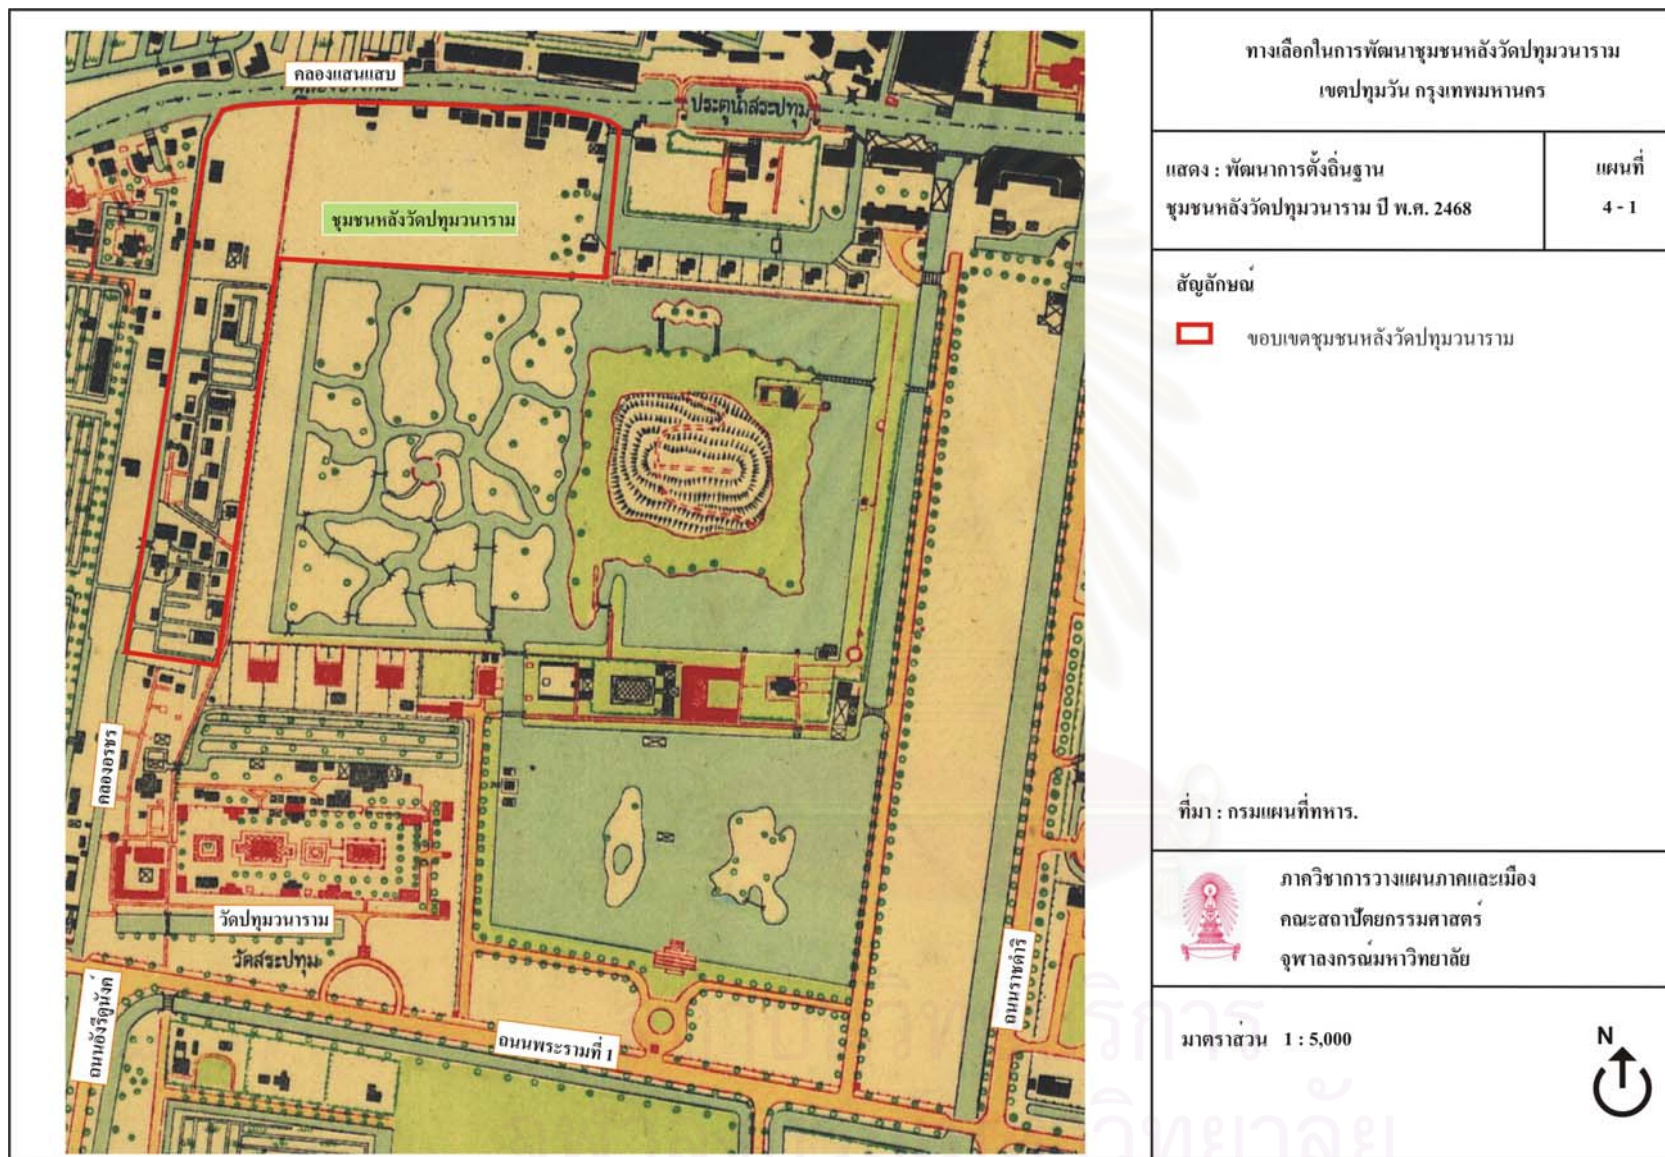 คลองแสนแสบ
ประตูน้ำสระปทุม
ชุมชนหลังวัดปทุมวนาราม
คลองอรชร
วัดปทุมวนาราม
วัดสระปทุม
ถนนอังรีดูนังต์
ถนนพระรามที่ 1
ถนนราชดำริ
ทางเลือกในการพัฒนาชุมชนหลังวัดปทุมวนาราม
เขตปทุมวัน กรุงเทพมหานคร
แสดง : พัฒนาการตั้งถิ่นฐาน
ชุมชนหลังวัดปทุมวนาราม ปี พ.ศ. 2468
แผนที่
4 - 1
สัญลักษณ์
ขอบเขตชุมชนหลังวัดปทุมวนาราม
ที่มา : กรมแผนที่ทหาร.
ภาควิชาการวางแผนภาคและเมือง
คณะสถาปัตยกรรมศาสตร์
จุฬาลงกรณ์มหาวิทยาลัย
มาตราส่วน 1 : 5,000
N